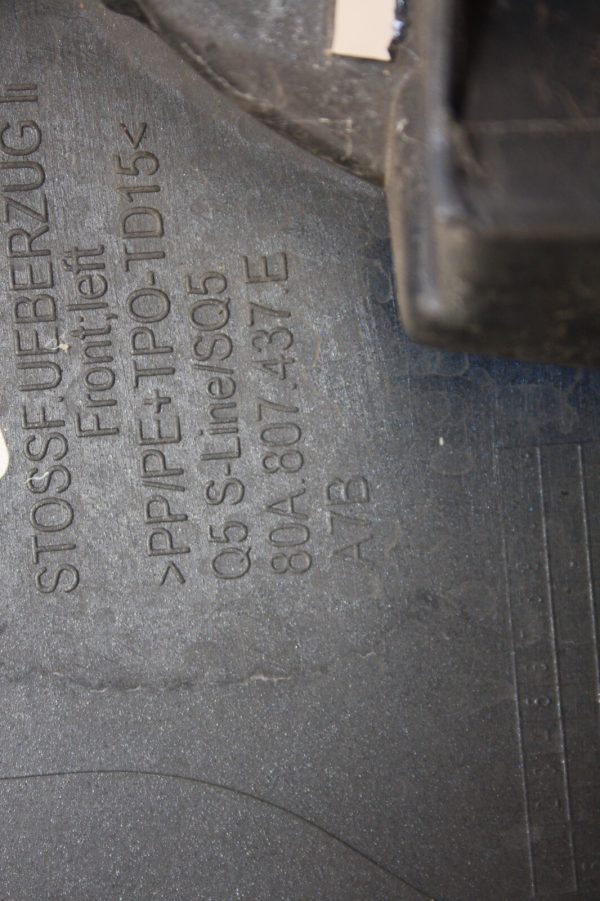 STOSSF.UEBERZUG li
Front;left
>PP/PE+TPO-TD15<
Q5 S-Line/SQ5
80A.807.437.E
A7B